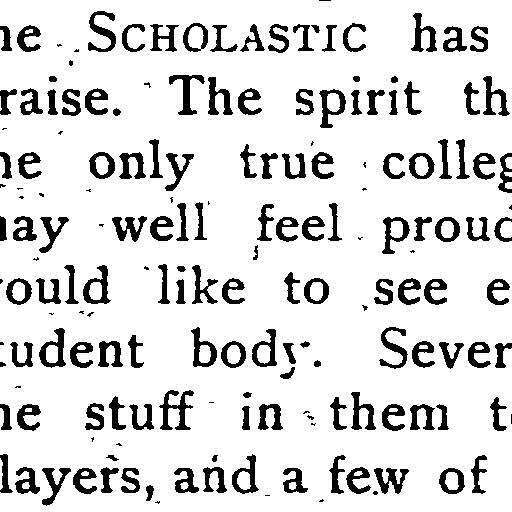 he SCHOLASTIC has
raise. The spirit th
he only true colleg
nay well feel proud
ould like to see e
tudent body. Sever
he stuff in them t
layers, and a few of